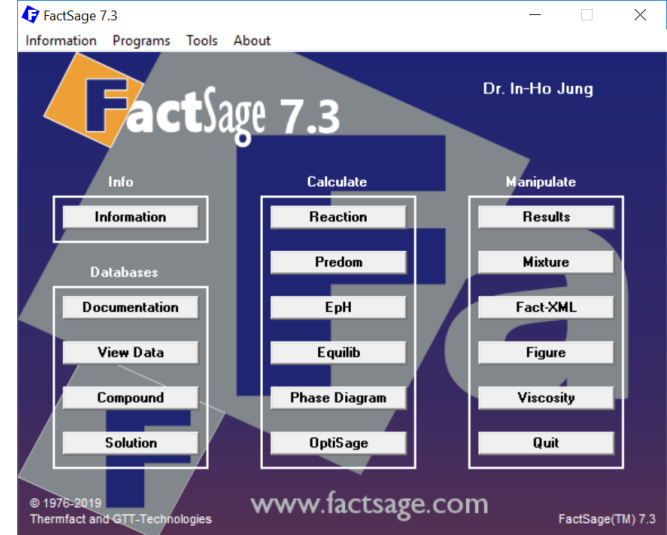 FactSage 7.3
Information Programs Tools About
FactSage 7.3
Dr. In-Ho Jung
Info
Information
Databases
Documentation
View Data
Compound
Solution
Calculate
Reaction
Predom
EpH
Equilib
Phase Diagram
OptiSage
Manipulate
Results
Mixture
Fact-XML
Figure
Viscosity
Quit
© 1976-2019
Thermfact and GTT-Technologies
www.factsage.com
FactSage(TM) 7.3